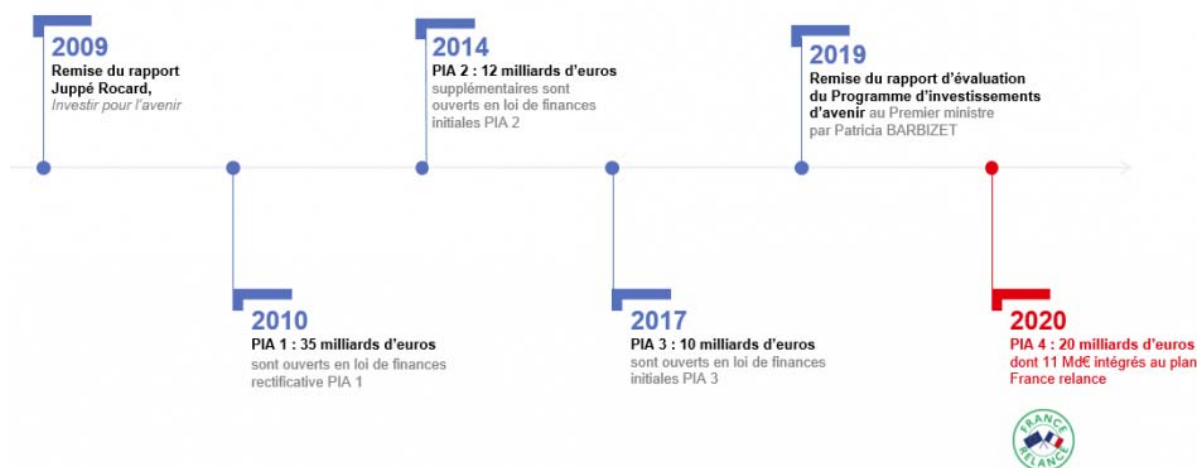 2009
Remise du rapport
Juppé Rocard,
Investir pour l'avenir
2014
PIA 2 : 12 milliards d'euros
supplémentaires sont
ouverts en loi de finances
initiales PIA 2
2019
Remise du rapport d'évaluation
du Programme d'investissements
d'avenir au Premier ministre
par Patricia BARBIZET
2010
PIA 1 : 35 milliards d'euros
sont ouverts en loi de finances
rectificative PIA 1
2017
PIA 3 : 10 milliards d'euros
sont ouverts en loi de finances
initiales PIA 3
2020
PIA 4 : 20 milliards d'euros
dont 11 Md€ intégrés au plan
France relance
FRANCE
RELANCE